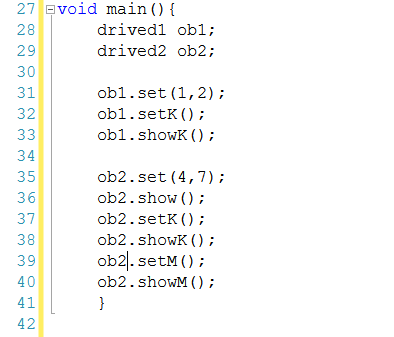 27 void main(){
28 drived1 ob1;
29 drived2 ob2;
30
31 ob1.set(1,2);
32 ob1.setK();
33 ob1.showK();
34
35 ob2.set(4,7);
36 ob2.show();
37 ob2.setK();
38 ob2.showK();
39 ob2.setM();
40 ob2.showM();
41 }
42